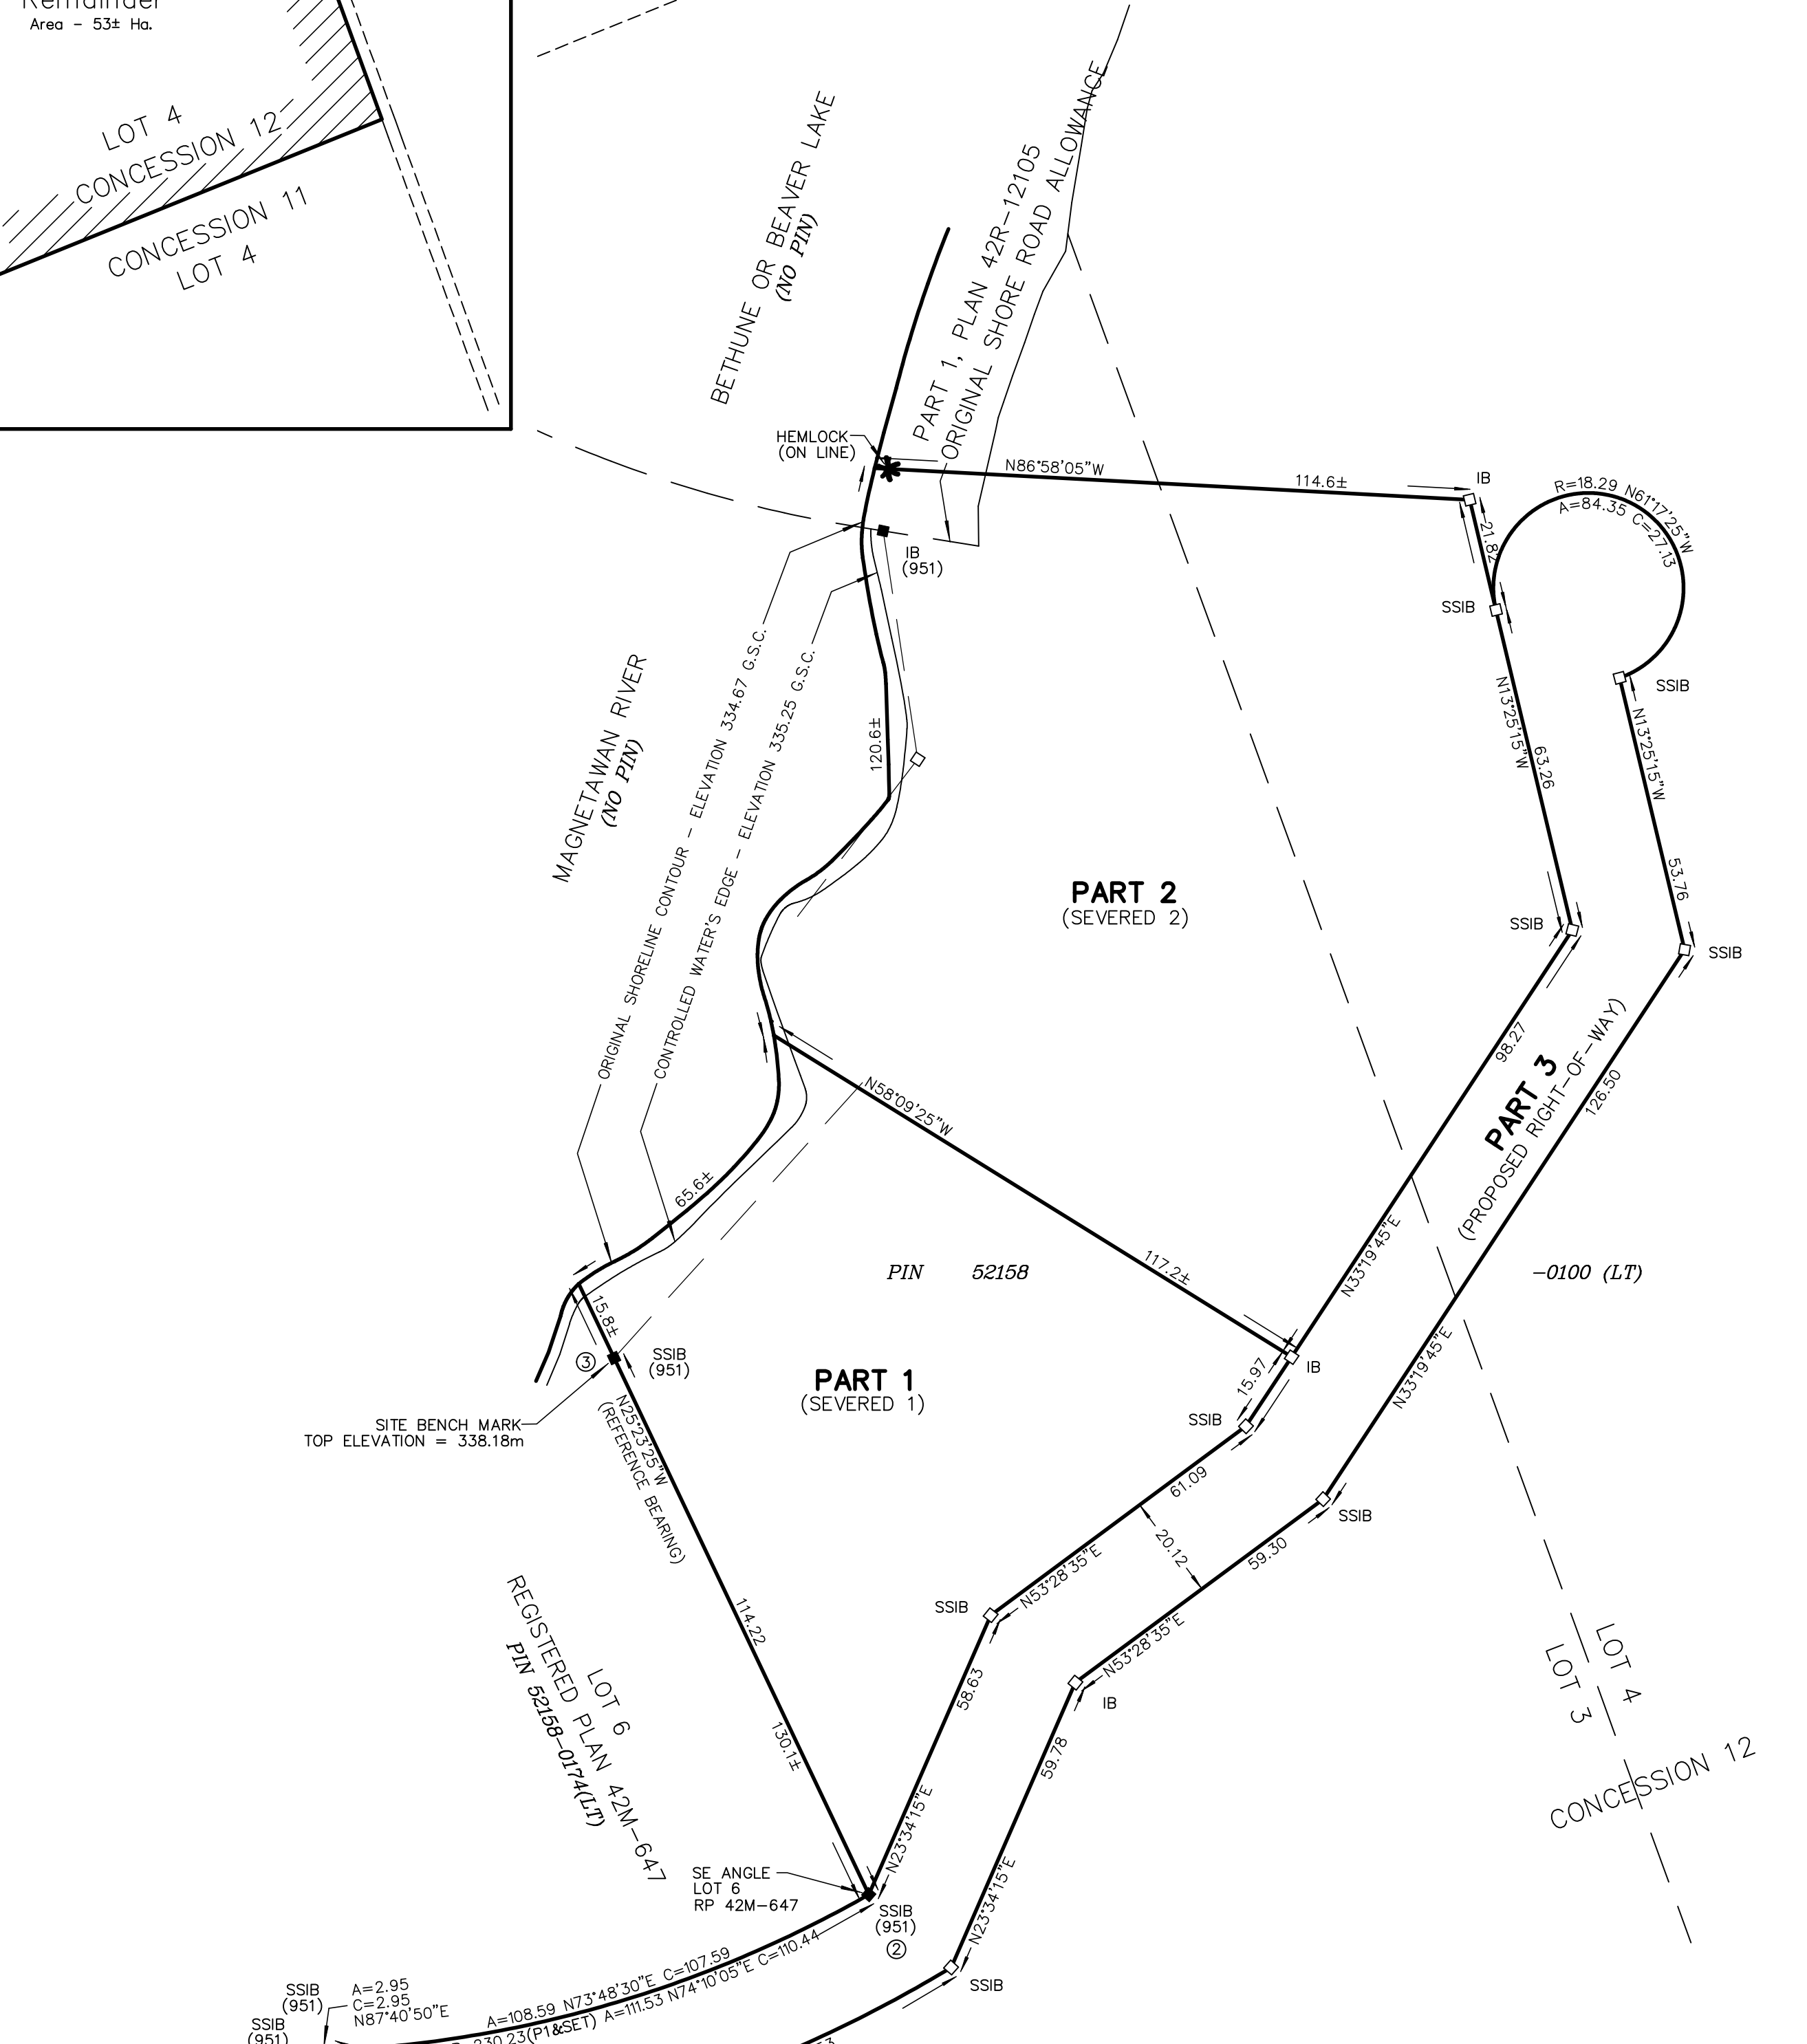 Remainder
Area - 53± Ha.
LOT 4
CONCESSION 12
CONCESSION 11
LOT 4
BETHUNE OR BEAVER LAKE
(NO PIN)
PART 1, PLAN 42R-12105
ORIGINAL SHORE ROAD ALLOWANCE
HEMLOCK
(ON LINE)
N86°58'05"W
114.6±
IB
R=18.29 N61°17'25"W
A=84.35 C=27.13
21.82
SSIB
IB
(951)
SSIB
MAGNETAWAN RIVER
(NO PIN)
ORIGINAL SHORELINE CONTOUR - ELEVATION 334.67 G.S.C.
CONTROLLED WATER'S EDGE - ELEVATION 335.25 G.S.C.
120.6±
N13°25'15"W
63.26
N13°25'15"W
53.76
PART 2
(SEVERED 2)
SSIB
SSIB
98.27
PART 3
(PROPOSED RIGHT-OF-WAY)
126.50
N58°09'25"W
117.2±
65.6±
N33°19'45"E
PIN 52158
-0100 (LT)
15.8±
③
SSIB
(951)
15.97
IB
N33°19'45"E
PART 1
(SEVERED 1)
SITE BENCH MARK
TOP ELEVATION = 338.18m
N25°23'25"W
(REFERENCE BEARING)
SSIB
61.09
SSIB
20.12
59.30
N53°28'35"E
SSIB
N53°28'35"E
IB
114.22
130.1±
58.63
59.78
LOT 6
REGISTERED PLAN 42M-647
PIN 52158-0174(LT)
LOT 4
LOT 3
CONCESSION 12
N23°34'15"E
N23°34'15"E
SE ANGLE
LOT 6
RP 42M-647
SSIB
(951)
②
SSIB
SSIB
(951)
A=2.95
C=2.95
N87°40'50"E
SSIB
(951)
A=108.59 N73°48'30"E C=107.59
230.23(P1&SET) A=111.53 N74°10'05"E C=110.44